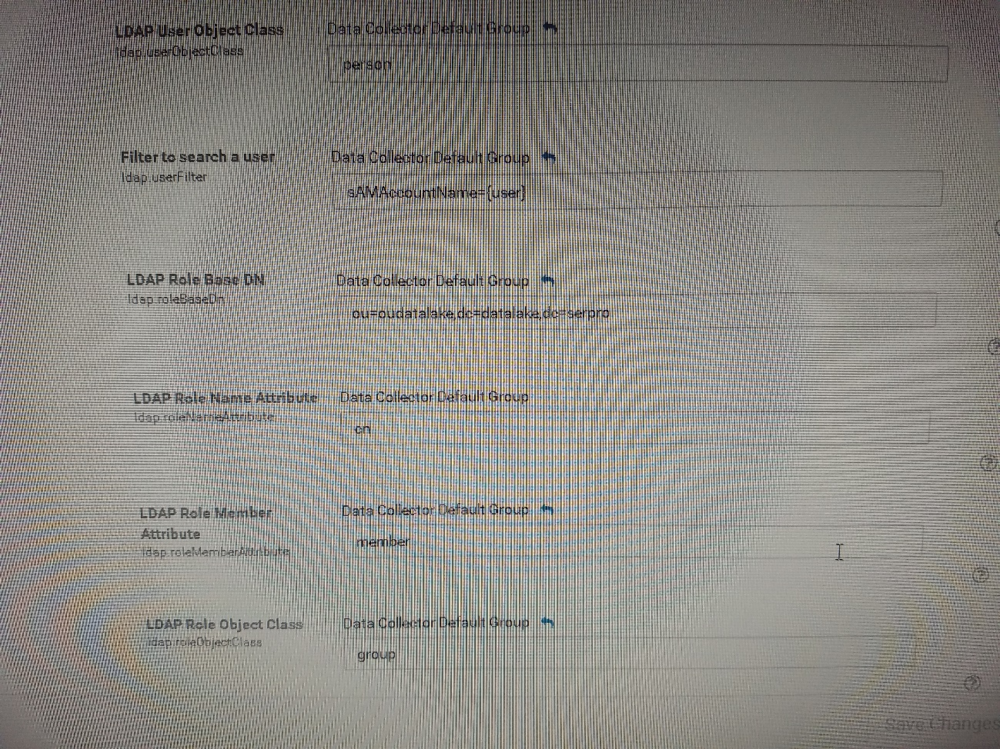 LDAP User Object Class
Data Collector Default Group
ldap.userObjectClass
person
Filter to search a user
Data Collector Default Group
ldap.userFilter
sAMAccountName={user}
LDAP Role Base DN
Data Collector Default Group
ldap.roleBaseDn
ou=oudatalake,dc=datalake,dc=serpro
LDAP Role Name Attribute
Data Collector Default Group
ldap.roleNameAttribute
cn
LDAP Role Member
Attribute
Data Collector Default Group
ldap.roleMemberAttribute
member
LDAP Role Object Class
Data Collector Default Group
ldap.roleObjectClass
group
Save Changes